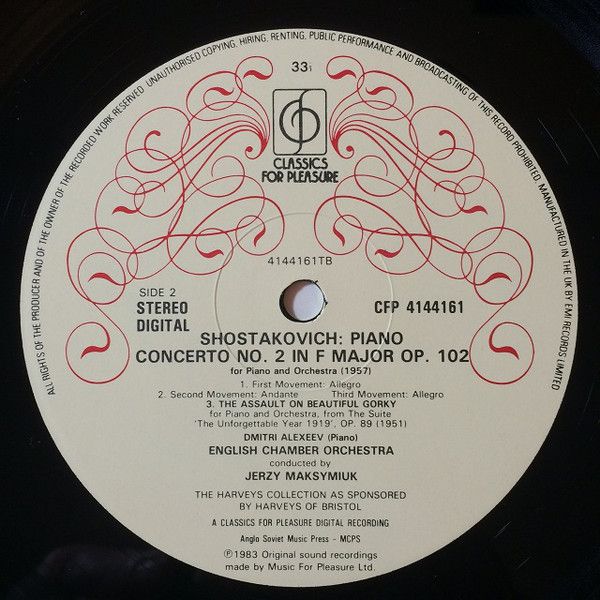 ALL RIGHTS OF THE PRODUCER AND OF THE OWNER OF THE RECORDED WORK RESERVED. UNAUTHORISED COPYING, HIRING, RENTING, PUBLIC PERFORMANCE AND BROADCASTING OF THIS RECORD PROHIBITED. MANUFACTURED IN THE UK BY EMI RECORDS LIMITED
33⅓
CLASSICS
FOR PLEASURE
4144161TB
SIDE 2
STEREO
DIGITAL
CFP 4144161
SHOSTAKOVICH: PIANO
CONCERTO NO. 2 IN F MAJOR OP. 102
for Piano and Orchestra (1957)
1. First Movement: Allegro
2. Second Movement: Andante Third Movement: Allegro
3. THE ASSAULT ON BEAUTIFUL GORKY
for Piano and Orchestra, from The Suite
'The Unforgettable Year 1919', OP. 89 (1951)
DMITRI ALEXEEV (Piano)
ENGLISH CHAMBER ORCHESTRA
conducted by
JERZY MAKSYMIUK
THE HARVEYS COLLECTION AS SPONSORED
BY HARVEYS OF BRISTOL
A CLASSICS FOR PLEASURE DIGITAL RECORDING
Anglo Soviet Music Press - MCPS
℗ 1983 Original sound recordings
made by Music For Pleasure Ltd.